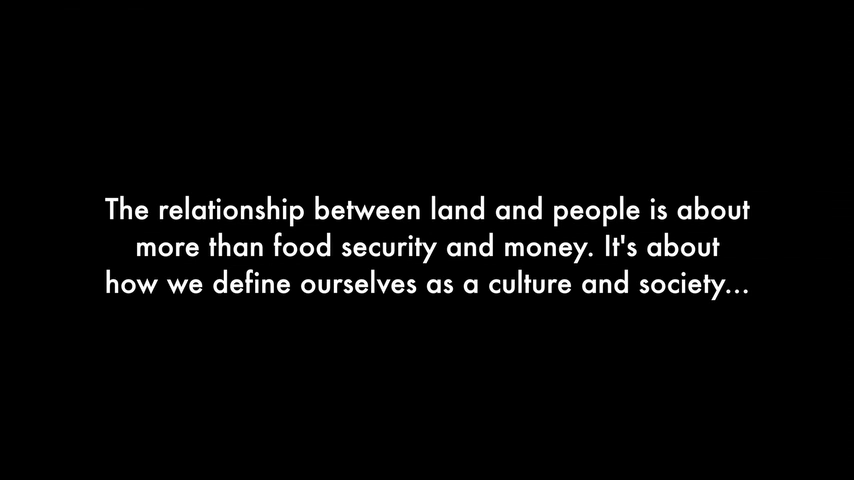 The relationship between land and people is about
more than food security and money. It's about
how we define ourselves as a culture and society...